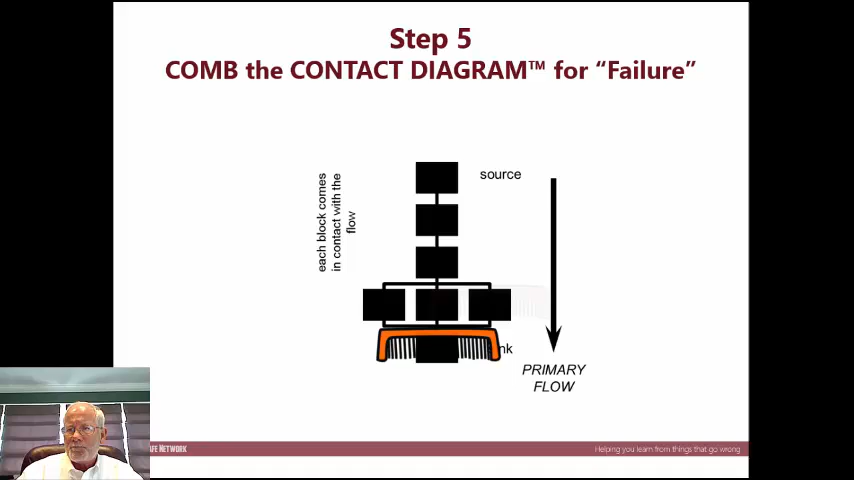 Step 5
COMB the CONTACT DIAGRAM™ for “Failure”
each block comes
in contact with the
flow
source
PRIMARY
FLOW
NETWORK
Helping you learn from things that go wrong